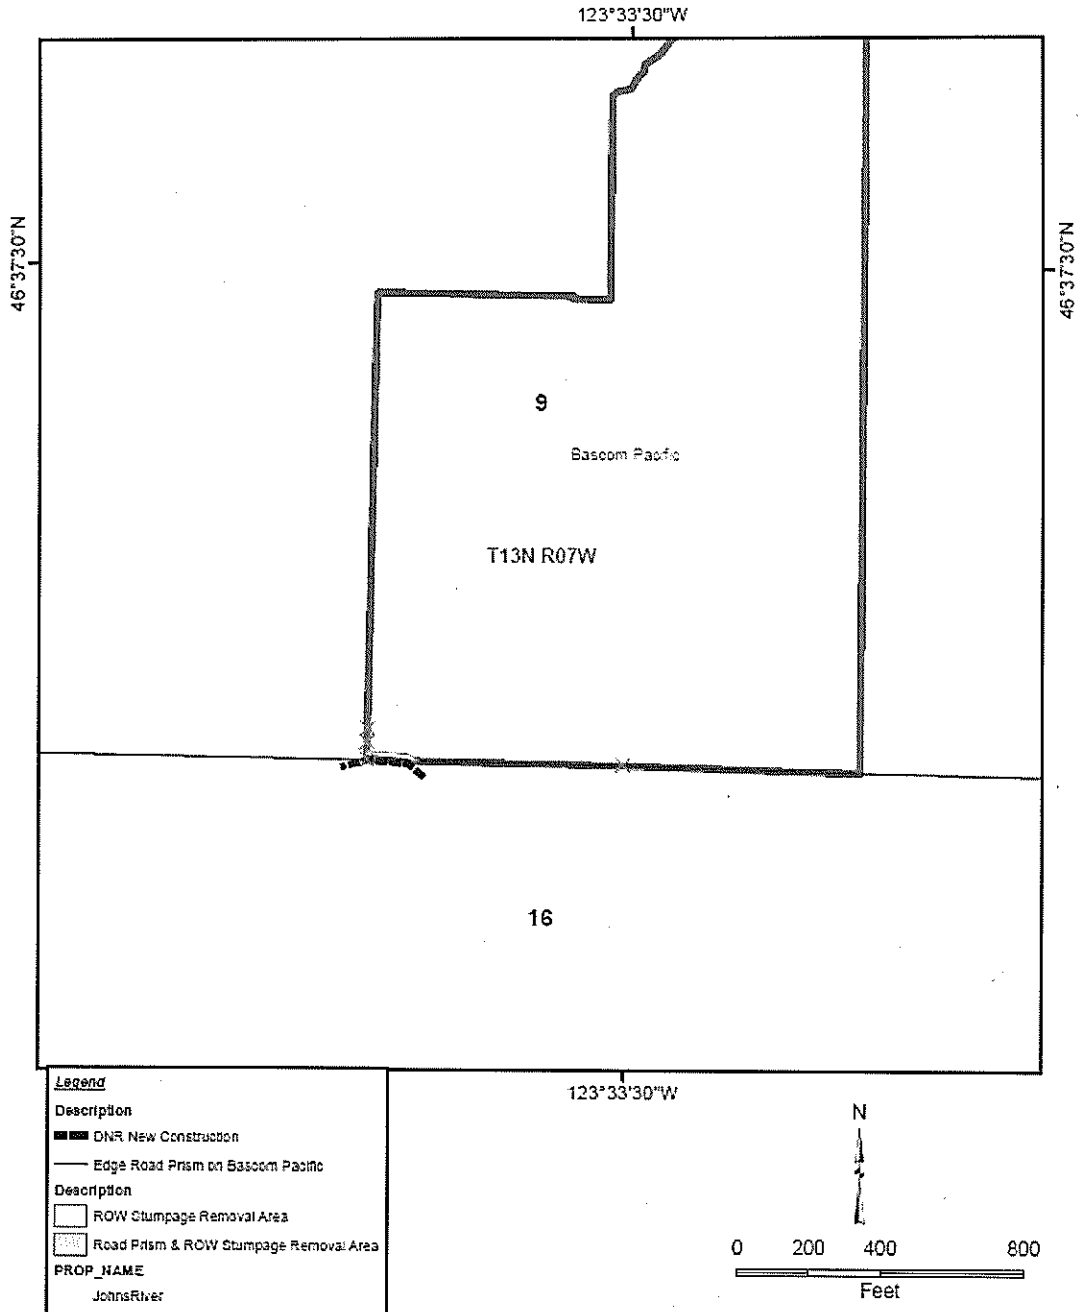 123°33'30"W
46°37'30"N
46°37'30"N
9
Bascom Pacific
T13N R07W
16
123°33'30"W
Legend
Description
DNR New Construction
Edge Road Prism on Bascom Pacific
Description
ROW Stumpage Removal Area
Road Prism & ROW Stumpage Removal Area
PROP_NAME
JohnsRiver
N
0 200 400 800
Feet